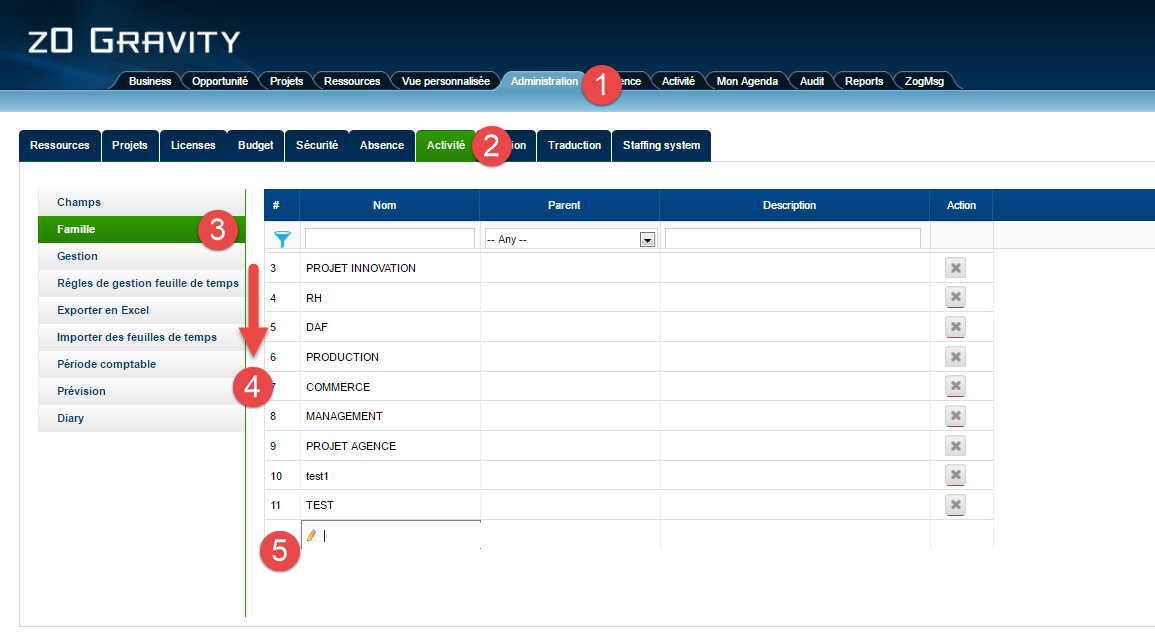 z0 GRAVITY
Business Opportunité Projets Ressources Vue personnalisée Administration 1 ence Activité Mon Agenda Audit Reports ZogMsg
Ressources Projets Licenses Budget Sécurité Absence Activité 2 ion Traduction Staffing system
Champs
Famille 3
Gestion
Régles de gestion feuille de temps
Exporter en Excel
Importer des feuilles de temps
Période comptable
Prévision
Diary
4
# Nom Parent Description Action
-- Any --
3 PROJET INNOVATION
4 RH
5 DAF
6 PRODUCTION
7 COMMERCE
8 MANAGEMENT
9 PROJET AGENCE
10 test1
11 TEST
5